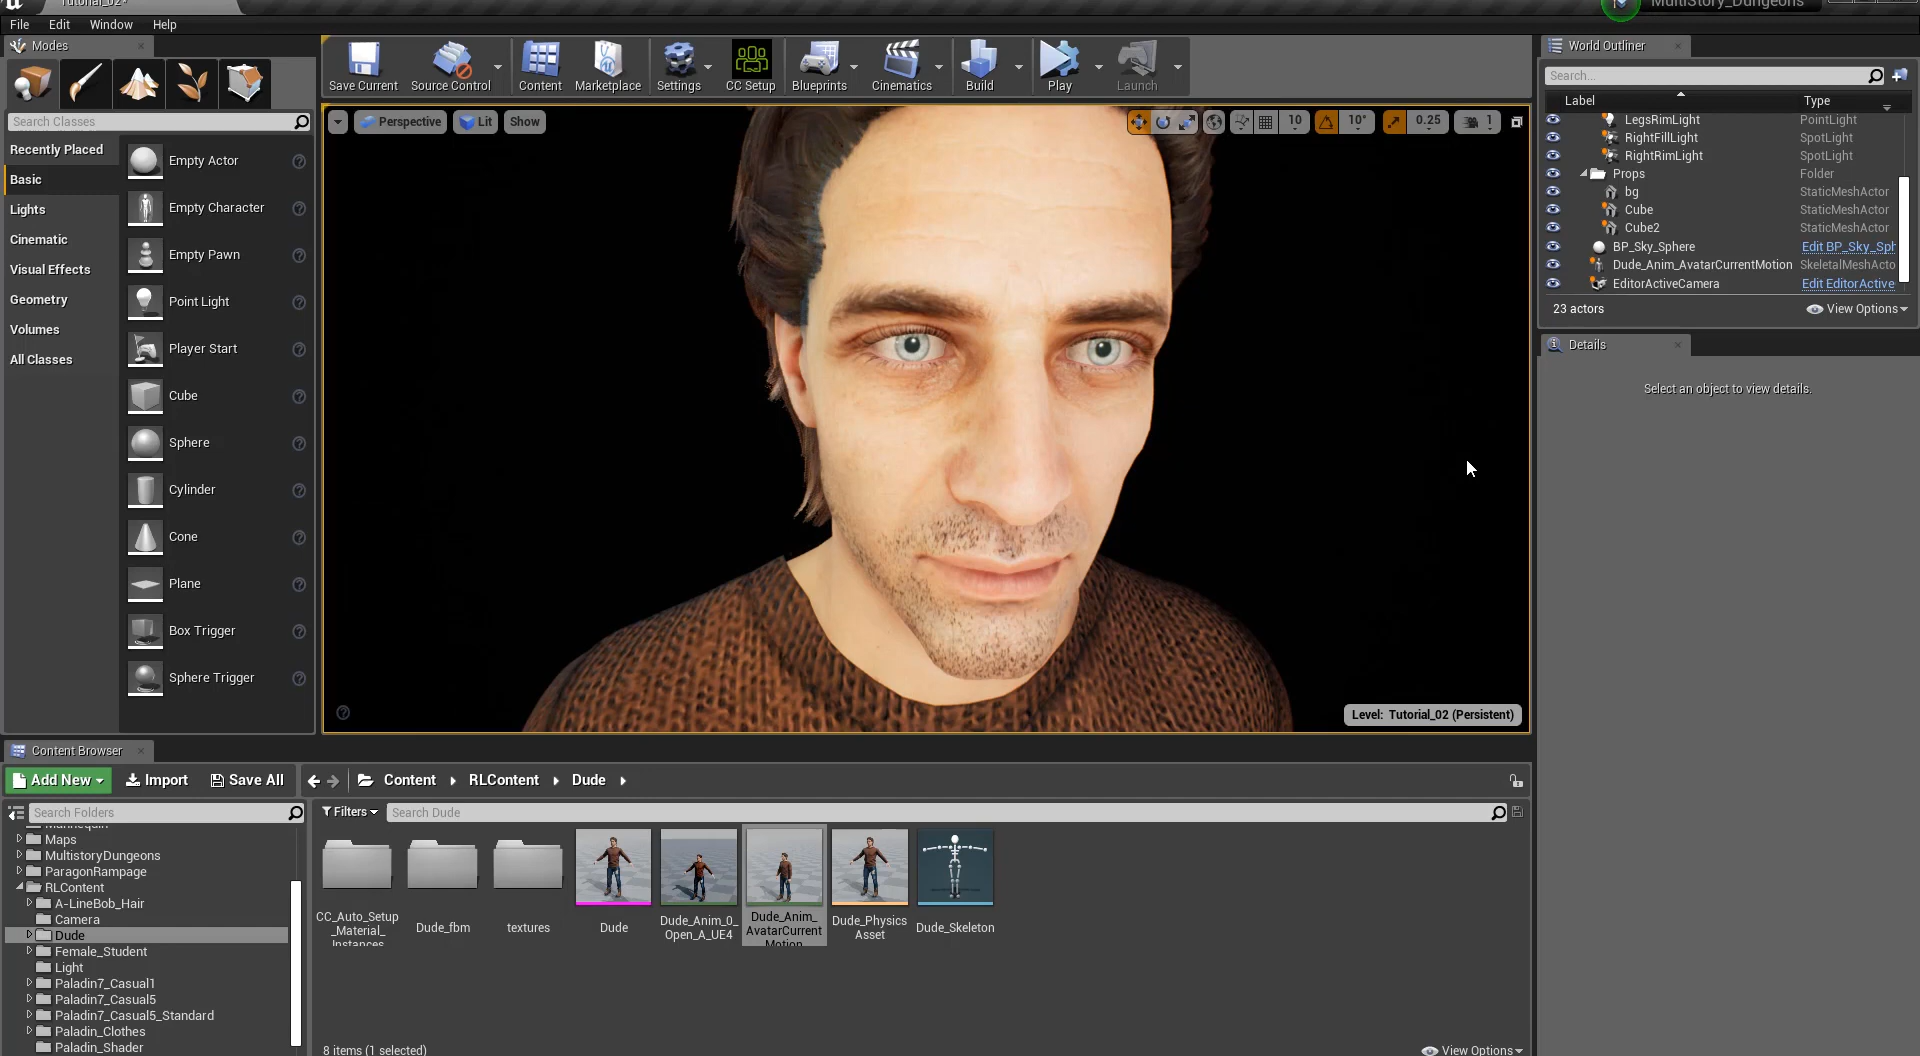 Tutorial_02*
MultiStory_Dungeons
File Edit Window Help
Modes
Search Classes
Recently Placed
Basic
Lights
Cinematic
Visual Effects
Geometry
Volumes
All Classes
Empty Actor
Empty Character
Empty Pawn
Point Light
Player Start
Cube
Sphere
Cylinder
Cone
Plane
Box Trigger
Sphere Trigger
Save Current Source Control Content Marketplace Settings CC Setup Blueprints Cinematics Build Play Launch
Perspective Lit Show
10 10° 0.25 1
Level: Tutorial_02 (Persistent)
World Outliner
Search...
Label Type
LegsRimLight PointLight
RightFillLight SpotLight
RightRimLight SpotLight
Props Folder
bg StaticMeshActor
Cube StaticMeshActor
Cube2 StaticMeshActor
BP_Sky_Sphere Edit BP_Sky_Sph
Dude_Anim_AvatarCurrentMotion SkeletalMeshActo
EditorActiveCamera Edit EditorActive
23 actors View Options
Details
Select an object to view details.
Content Browser
Add New Import Save All Content RLContent Dude
Search Folders
Mannequin
Maps
MultistoryDungeons
ParagonRampage
RLContent
A-LineBob_Hair
Camera
Dude
Female_Student
Light
Paladin7_Casual1
Paladin7_Casual5
Paladin7_Casual5_Standard
Paladin_Clothes
Paladin_Shader
Filters Search Dude
CC_Auto_Setup
_Material_
Instances
Dude_fbm
textures
Dude
Dude_Anim_0_
Open_A_UE4
Dude_Anim_
AvatarCurrent
Motion
Dude_Physics
Asset
Dude_Skeleton
8 items (1 selected) View Options